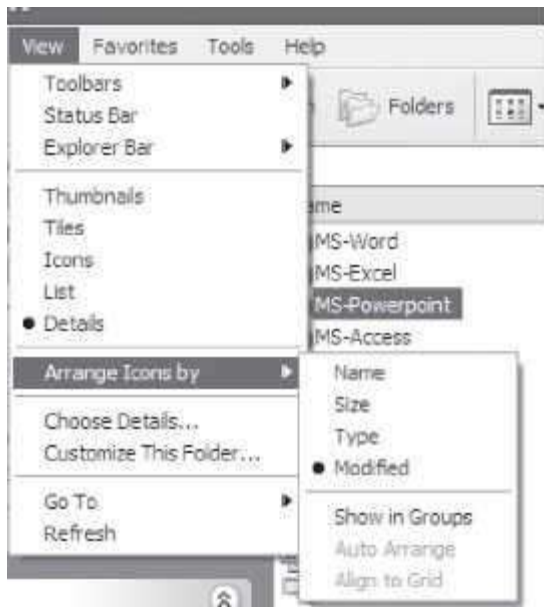 View Favorites Tools Help
Toolbars
Status Bar
Explorer Bar
Thumbnails
Tiles
Icons
List
Details
Arrange Icons by
Choose Details...
Customize This Folder...
Go To
Refresh
Folders
ame
MS-Word
MS-Excel
MS-Powerpoint
MS-Access
Name
Size
Type
Modified
Show in Groups
Auto Arrange
Align to Grid